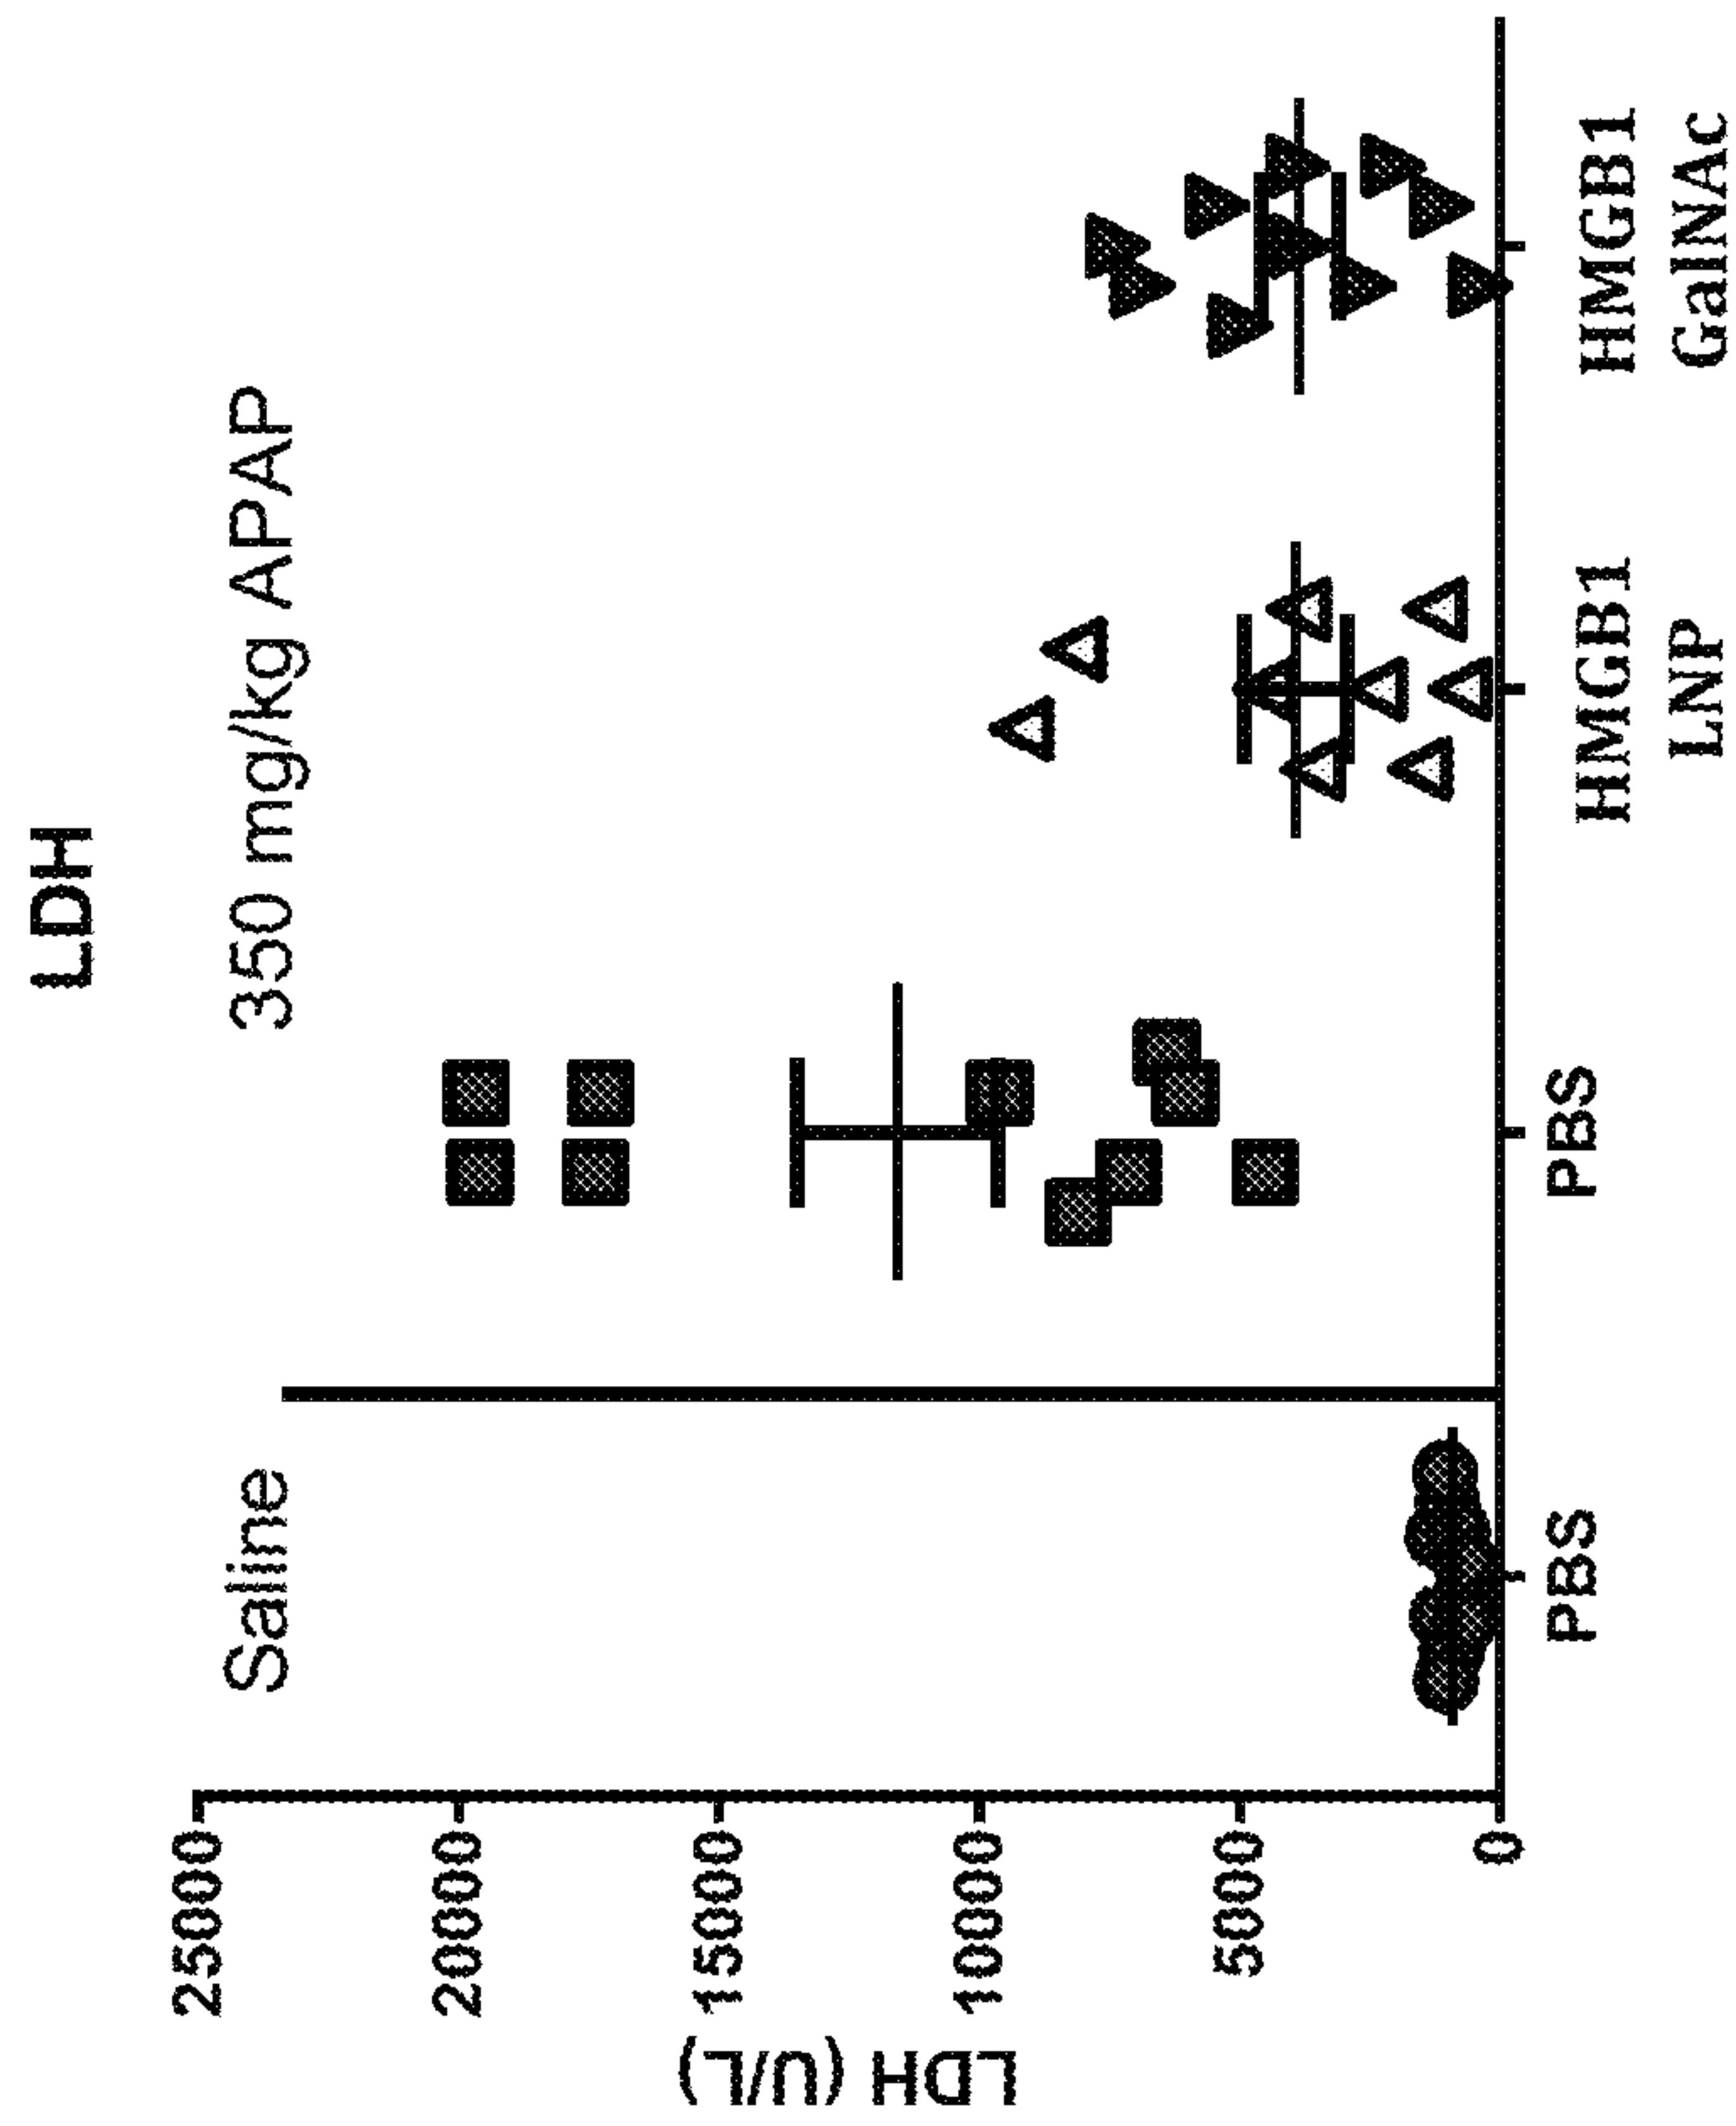 LDH
Saline
350 mg/kg APAP
LDH (U/L)
25000
20000
15000
10000
5000
0
PBS
PBS
HMGB1
LNP
HMGB1
GalNAc